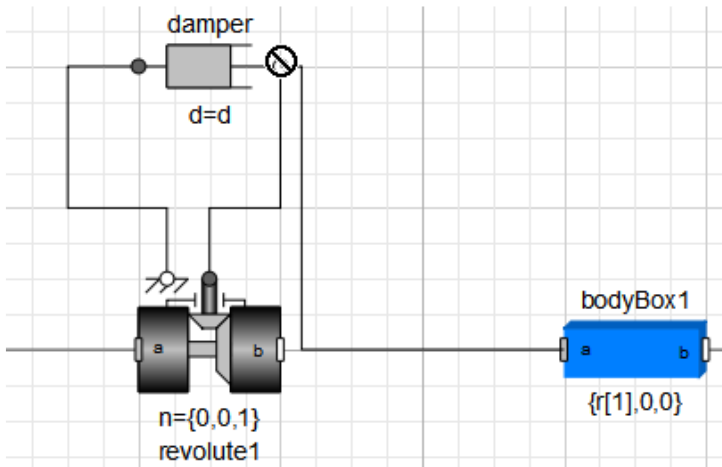 damper
d=d
bodyBox1
a
b
a
b
{r[1],0,0}
n={0,0,1}
revolute1